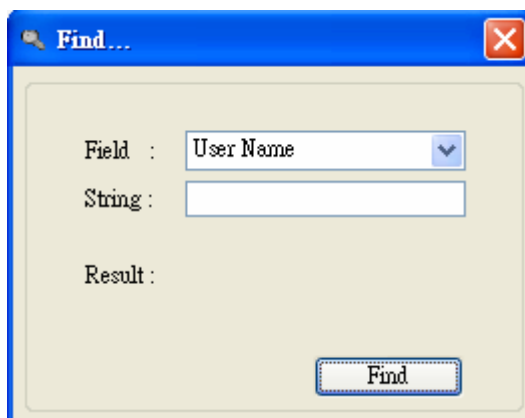 Find...
Field :
User Name
String :
Result :
Find